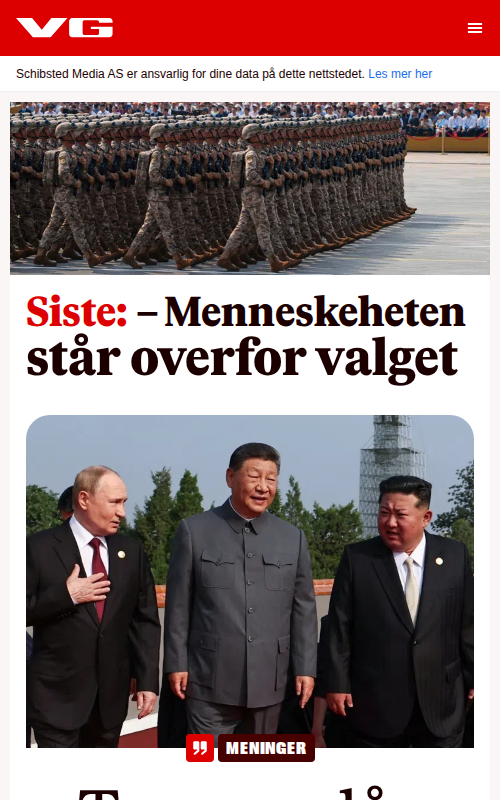 VG
Schibsted Media AS er ansvarlig for dine data på dette nettstedet. Les mer her
Siste: – Menneskeheten
står overfor valget
MENINGER